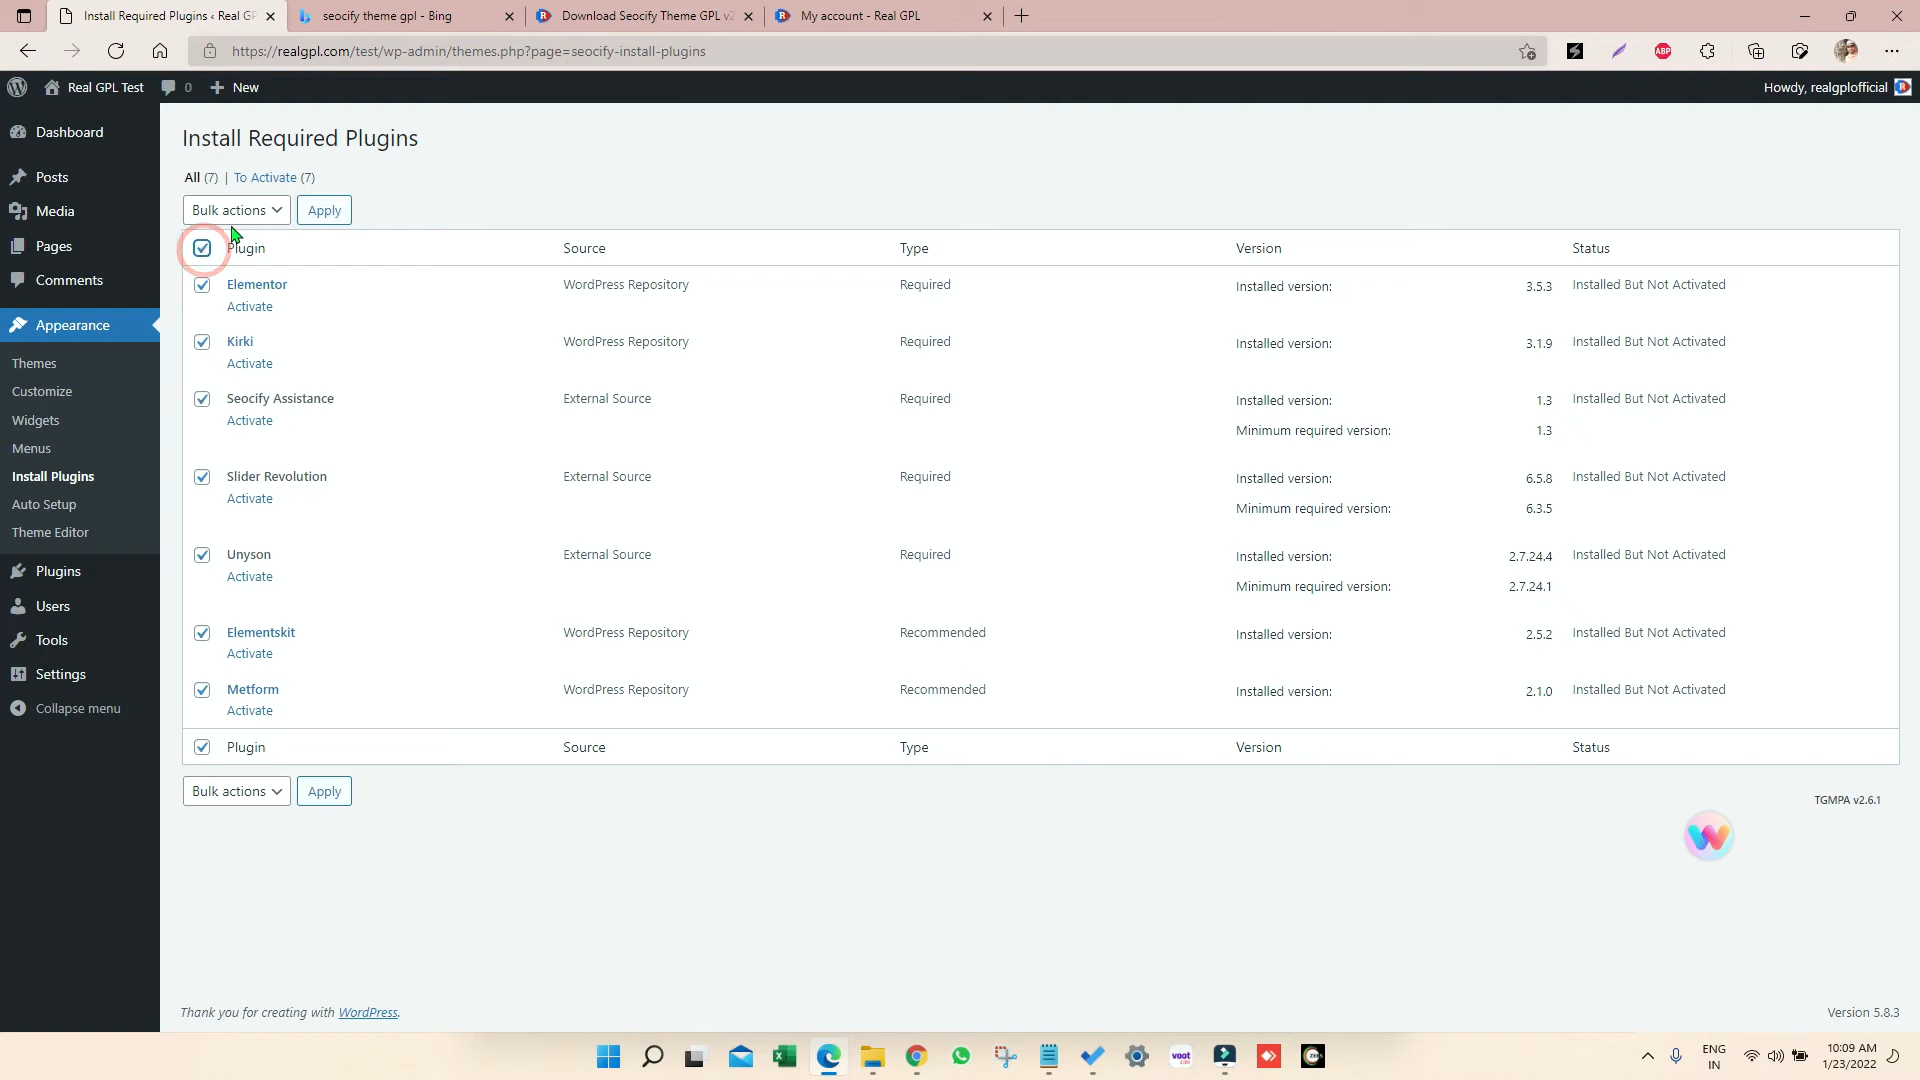 Install Required Plugins ‹ Real GP
seocify theme gpl - Bing
Download Seocify Theme GPL v2
My account - Real GPL
https://realgpl.com/test/wp-admin/themes.php?page=seocify-install-plugins
ABP
Real GPL Test
0
New
Howdy, realgplofficial
Dashboard
Posts
Media
Pages
Comments
Appearance
Themes
Customize
Widgets
Menus
Install Plugins
Auto Setup
Theme Editor
Plugins
Users
Tools
Settings
Collapse menu
Install Required Plugins
All (7) | To Activate (7)
Bulk actions Apply
Plugin Source Type Version Status
Elementor WordPress Repository Required Installed version: 3.5.3 Installed But Not Activated
Activate
Kirki WordPress Repository Required Installed version: 3.1.9 Installed But Not Activated
Activate
Seocify Assistance External Source Required Installed version: 1.3 Installed But Not Activated
Activate
Minimum required version: 1.3
Slider Revolution External Source Required Installed version: 6.5.8 Installed But Not Activated
Activate
Minimum required version: 6.3.5
Unyson External Source Required Installed version: 2.7.24.4 Installed But Not Activated
Activate
Minimum required version: 2.7.24.1
Elementskit WordPress Repository Recommended Installed version: 2.5.2 Installed But Not Activated
Activate
Metform WordPress Repository Recommended Installed version: 2.1.0 Installed But Not Activated
Activate
Plugin Source Type Version Status
Bulk actions Apply
TGMPA v2.6.1
Thank you for creating with WordPress.
Version 5.8.3
voot
ENG
IN
10:09 AM
1/23/2022